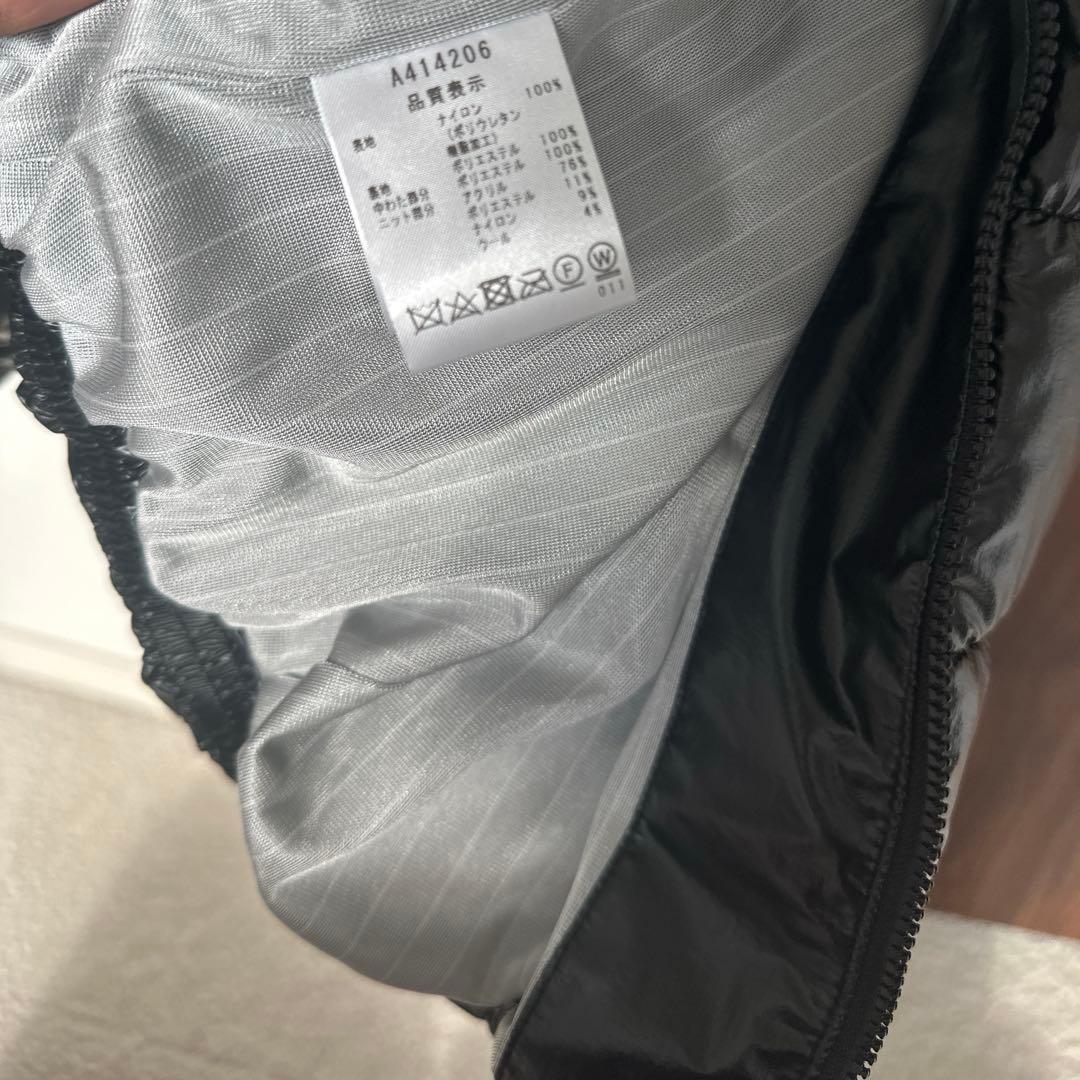 A414206
品質表示
表地 ナイロン 100%
(ポリウレタン
樹脂加工)
裏地 ポリエステル 100%
中わた部分 ポリエステル 100%
ニット部分 アクリル 76%
ポリエステル 11%
ナイロン 9%
ウール 4%
F W
011